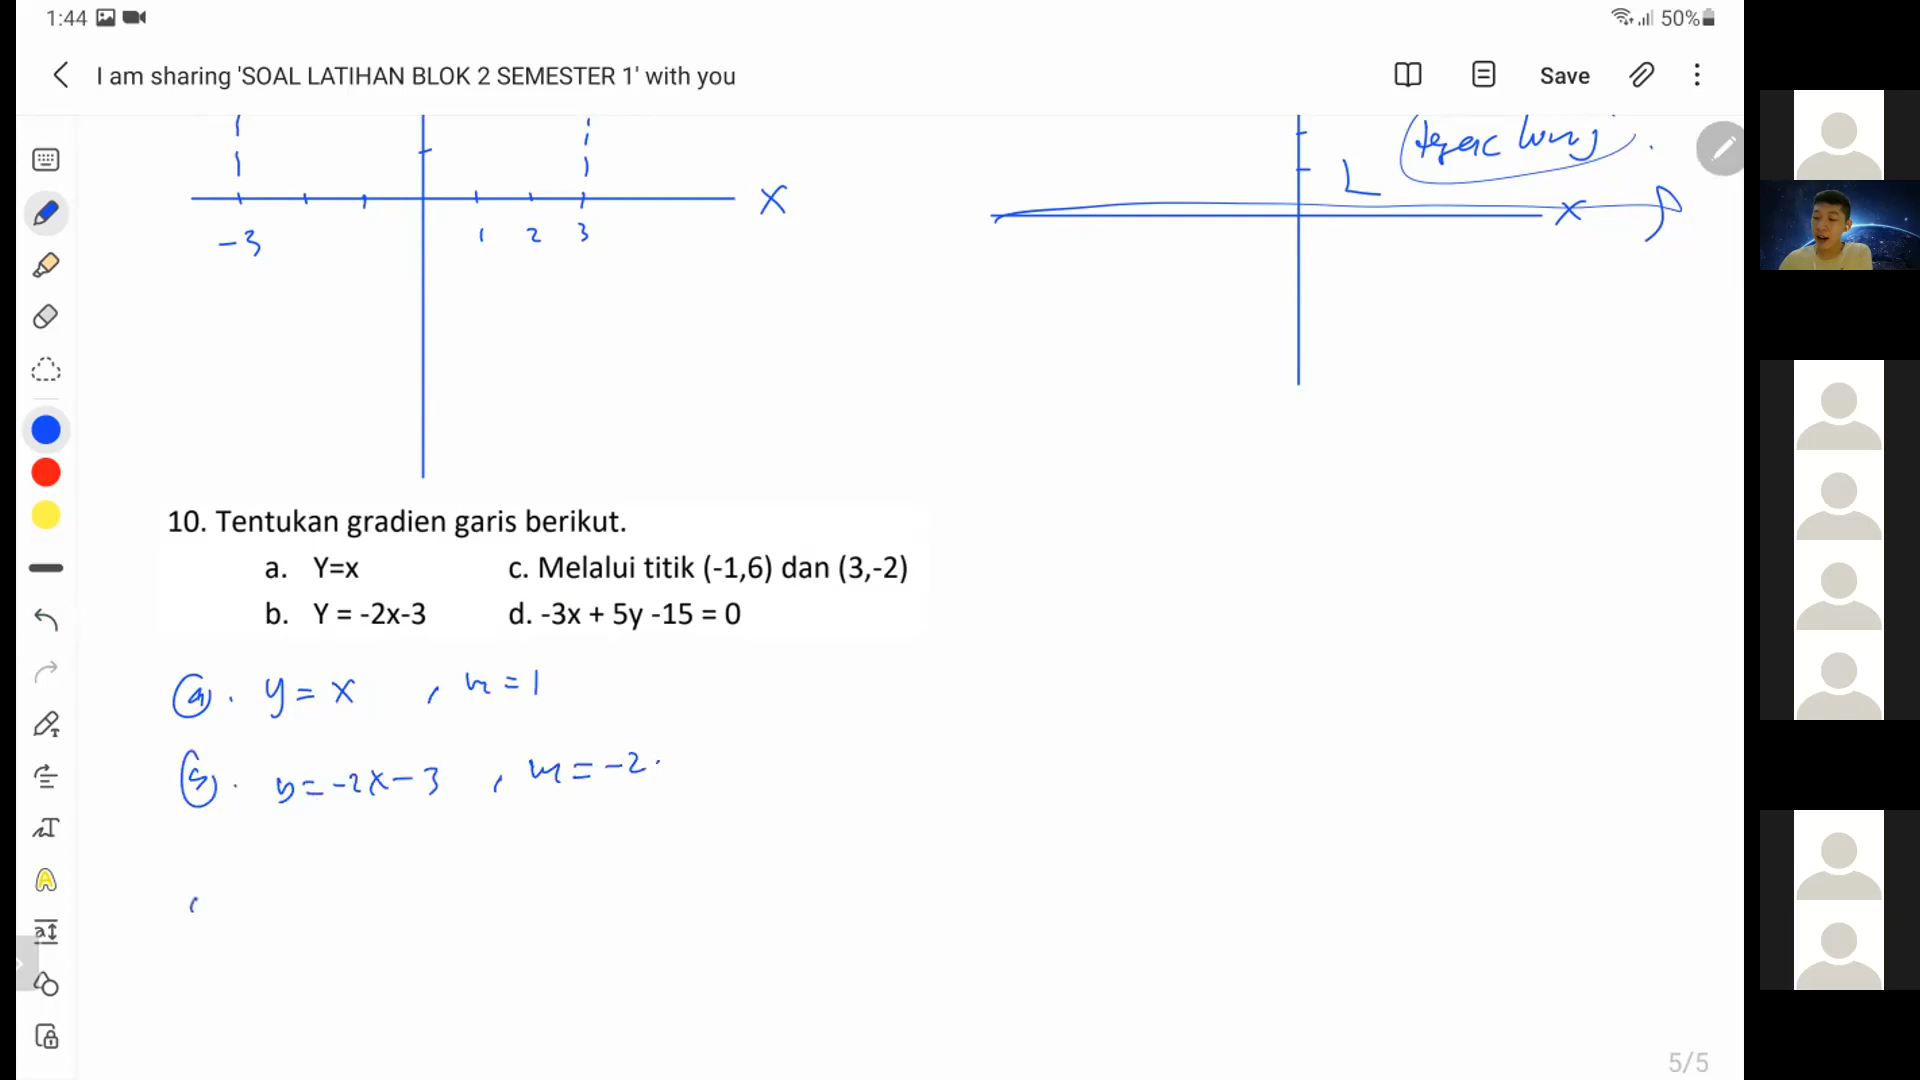 1:44
50%
I am sharing 'SOAL LATIHAN BLOK 2 SEMESTER 1' with you
Save
X
-3 1 2 3
x
10. Tentukan gradien garis berikut.
a. Y=x c. Melalui titik (-1,6) dan (3,-2)
b. Y = -2x-3 d. -3x + 5y -15 = 0
a. y = x , m = 1
b. y = -2x - 3 , m = -2.
5/5